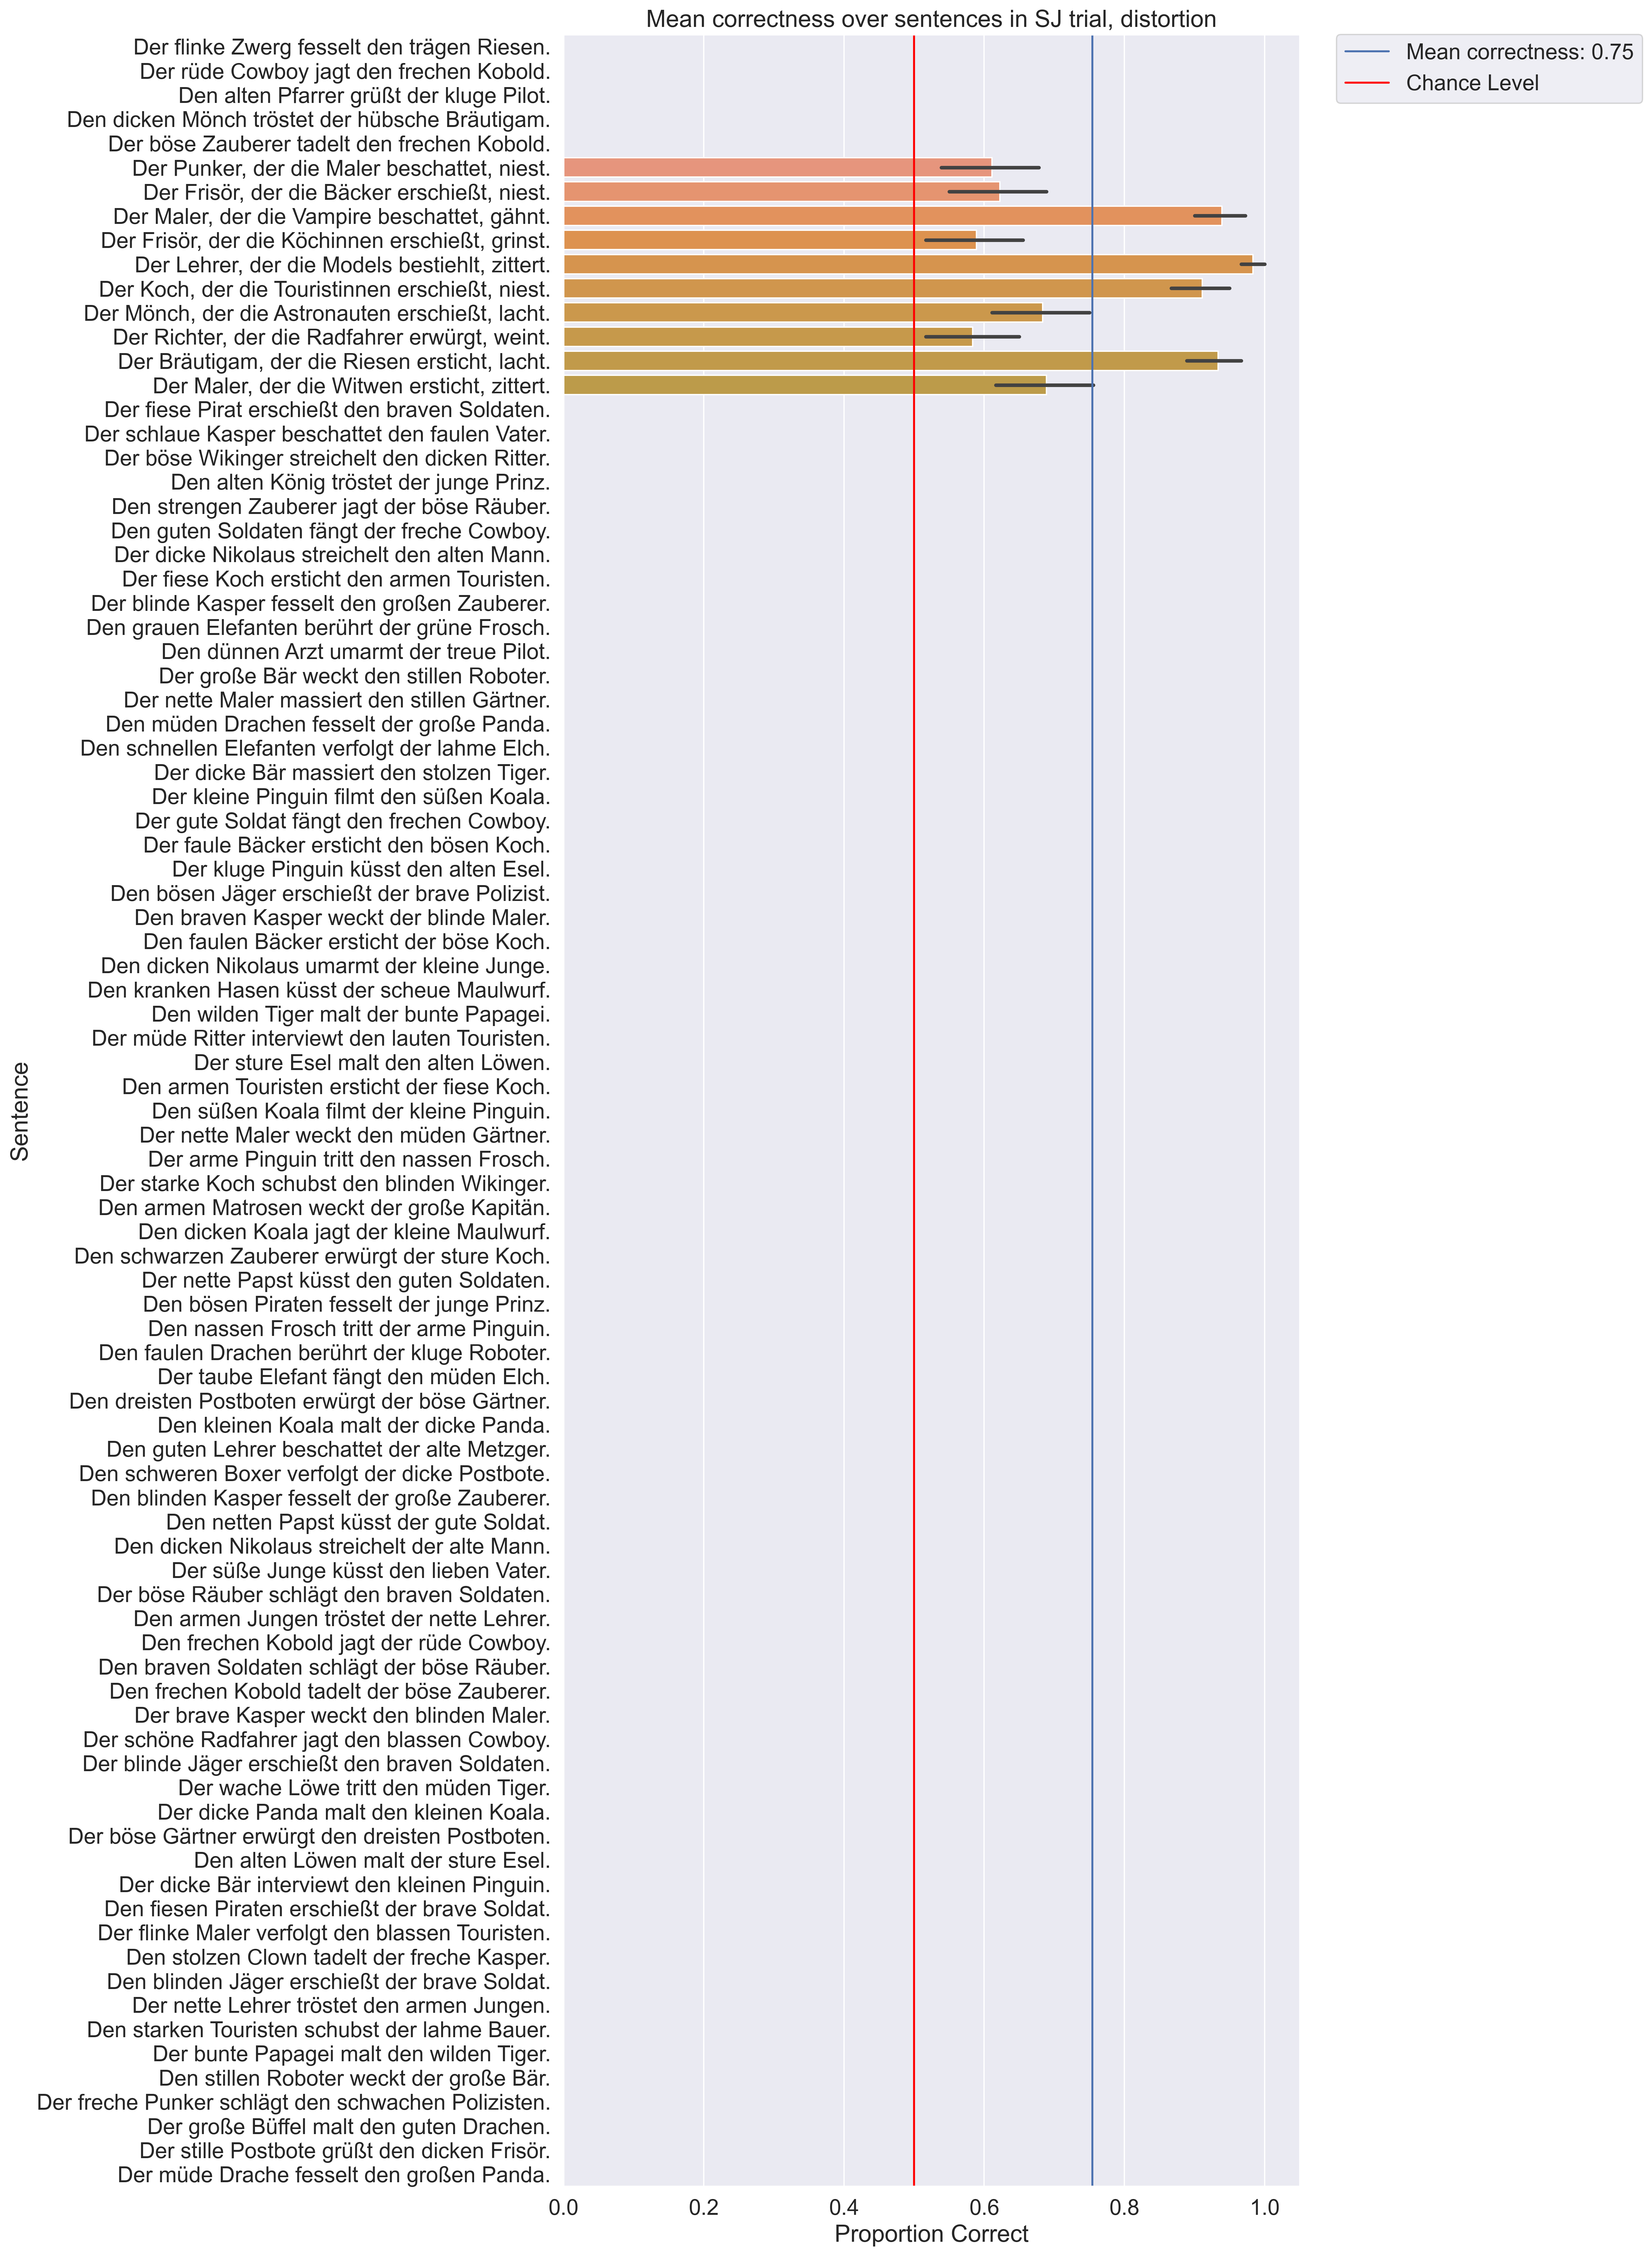 Mean correctness over sentences in SJ trial, distortion
Mean correctness: 0.75
Chance Level
Sentence
Der flinke Zwerg fesselt den trägen Riesen.
Der rüde Cowboy jagt den frechen Kobold.
Den alten Pfarrer grüßt der kluge Pilot.
Den dicken Mönch tröstet der hübsche Bräutigam.
Der böse Zauberer tadelt den frechen Kobold.
Der Punker, der die Maler beschattet, niest.
Der Frisör, der die Bäcker erschießt, niest.
Der Maler, der die Vampire beschattet, gähnt.
Der Frisör, der die Köchinnen erschießt, grinst.
Der Lehrer, der die Models bestiehlt, zittert.
Der Koch, der die Touristinnen erschießt, niest.
Der Mönch, der die Astronauten erschießt, lacht.
Der Richter, der die Radfahrer erwürgt, weint.
Der Bräutigam, der die Riesen ersticht, lacht.
Der Maler, der die Witwen ersticht, zittert.
Der fiese Pirat erschießt den braven Soldaten.
Der schlaue Kasper beschattet den faulen Vater.
Der böse Wikinger streichelt den dicken Ritter.
Den alten König tröstet der junge Prinz.
Den strengen Zauberer jagt der böse Räuber.
Den guten Soldaten fängt der freche Cowboy.
Der dicke Nikolaus streichelt den alten Mann.
Der fiese Koch ersticht den armen Touristen.
Der blinde Kasper fesselt den großen Zauberer.
Den grauen Elefanten berührt der grüne Frosch.
Den dünnen Arzt umarmt der treue Pilot.
Der große Bär weckt den stillen Roboter.
Der nette Maler massiert den stillen Gärtner.
Den müden Drachen fesselt der große Panda.
Den schnellen Elefanten verfolgt der lahme Elch.
Der dicke Bär massiert den stolzen Tiger.
Der kleine Pinguin filmt den süßen Koala.
Der gute Soldat fängt den frechen Cowboy.
Der faule Bäcker ersticht den bösen Koch.
Der kluge Pinguin küsst den alten Esel.
Den bösen Jäger erschießt der brave Polizist.
Den braven Kasper weckt der blinde Maler.
Den faulen Bäcker ersticht der böse Koch.
Den dicken Nikolaus umarmt der kleine Junge.
Den kranken Hasen küsst der scheue Maulwurf.
Den wilden Tiger malt der bunte Papagei.
Der müde Ritter interviewt den lauten Touristen.
Der sture Esel malt den alten Löwen.
Den armen Touristen ersticht der fiese Koch.
Den süßen Koala filmt der kleine Pinguin.
Der nette Maler weckt den müden Gärtner.
Der arme Pinguin tritt den nassen Frosch.
Der starke Koch schubst den blinden Wikinger.
Den armen Matrosen weckt der große Kapitän.
Den dicken Koala jagt der kleine Maulwurf.
Den schwarzen Zauberer erwürgt der sture Koch.
Der nette Papst küsst den guten Soldaten.
Den bösen Piraten fesselt der junge Prinz.
Den nassen Frosch tritt der arme Pinguin.
Den faulen Drachen berührt der kluge Roboter.
Der taube Elefant fängt den müden Elch.
Den dreisten Postboten erwürgt der böse Gärtner.
Den kleinen Koala malt der dicke Panda.
Den guten Lehrer beschattet der alte Metzger.
Den schweren Boxer verfolgt der dicke Postbote.
Den blinden Kasper fesselt der große Zauberer.
Den netten Papst küsst der gute Soldat.
Den dicken Nikolaus streichelt der alte Mann.
Der süße Junge küsst den lieben Vater.
Der böse Räuber schlägt den braven Soldaten.
Den armen Jungen tröstet der nette Lehrer.
Den frechen Kobold jagt der rüde Cowboy.
Den braven Soldaten schlägt der böse Räuber.
Den frechen Kobold tadelt der böse Zauberer.
Der brave Kasper weckt den blinden Maler.
Der schöne Radfahrer jagt den blassen Cowboy.
Der blinde Jäger erschießt den braven Soldaten.
Der wache Löwe tritt den müden Tiger.
Der dicke Panda malt den kleinen Koala.
Der böse Gärtner erwürgt den dreisten Postboten.
Den alten Löwen malt der sture Esel.
Der dicke Bär interviewt den kleinen Pinguin.
Den fiesen Piraten erschießt der brave Soldat.
Der flinke Maler verfolgt den blassen Touristen.
Den stolzen Clown tadelt der freche Kasper.
Den blinden Jäger erschießt der brave Soldat.
Der nette Lehrer tröstet den armen Jungen.
Den starken Touristen schubst der lahme Bauer.
Der bunte Papagei malt den wilden Tiger.
Den stillen Roboter weckt der große Bär.
Der freche Punker schlägt den schwachen Polizisten.
Der große Büffel malt den guten Drachen.
Der stille Postbote grüßt den dicken Frisör.
Der müde Drache fesselt den großen Panda.
0.0 0.2 0.4 0.6 0.8 1.0
Proportion Correct